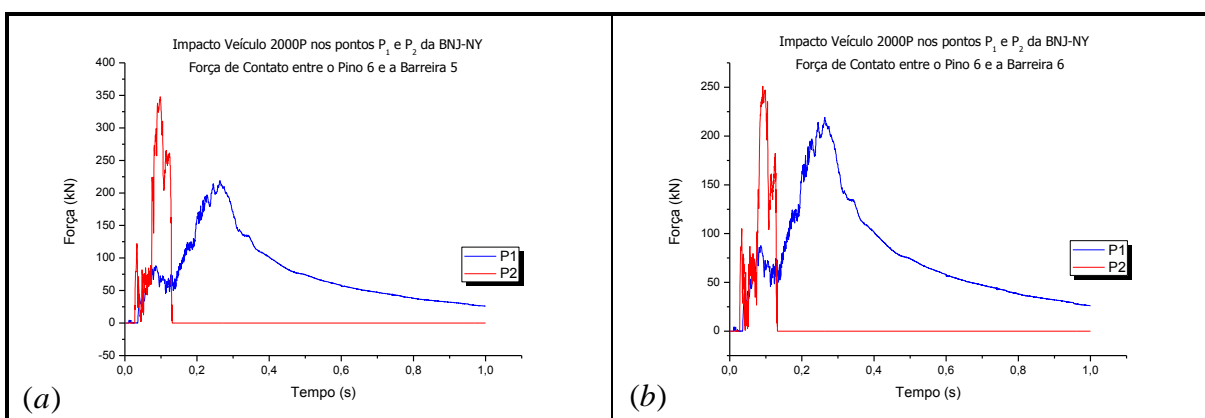 Impacto Veículo 2000P nos pontos P1 e P2 da BNJ-NY
Força de Contato entre o Pino 6 e a Barreira 5
400
350
300
250
200
150
100
50
0
-50
Força (kN)
P1
P2
0,0 0,2 0,4 0,6 0,8 1,0
Tempo (s)
(a)
Impacto Veículo 2000P nos pontos P1 e P2 da BNJ-NY
Força de Contato entre o Pino 6 e a Barreira 6
250
200
150
100
50
0
Força (kN)
P1
P2
0,0 0,2 0,4 0,6 0,8 1,0
Tempo (s)
(b)